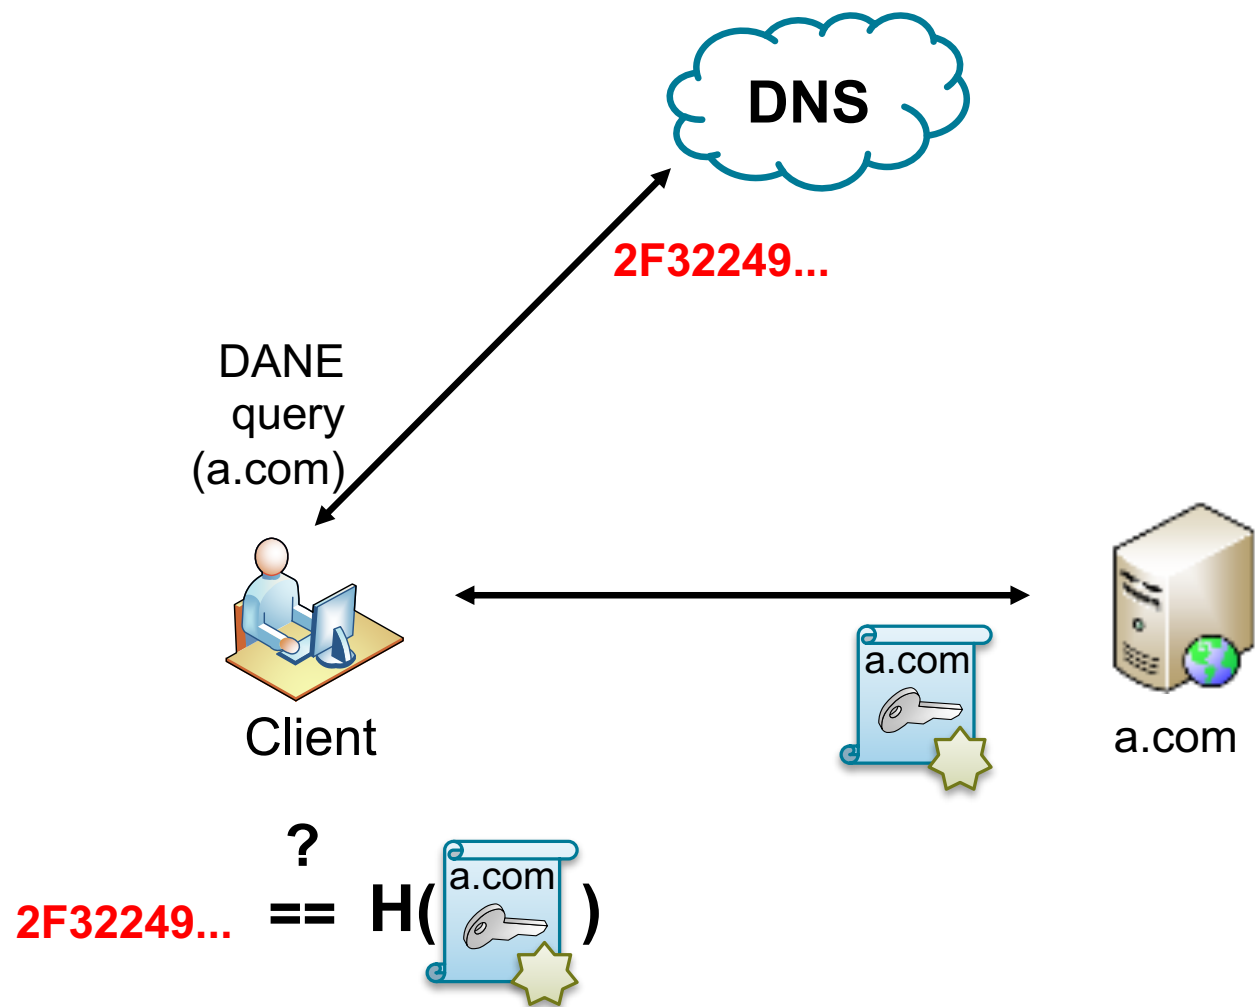 DNS
2F32249...
DANE
query
(a.com)
a.com
Client
a.com
?
2F32249... == H( a.com )